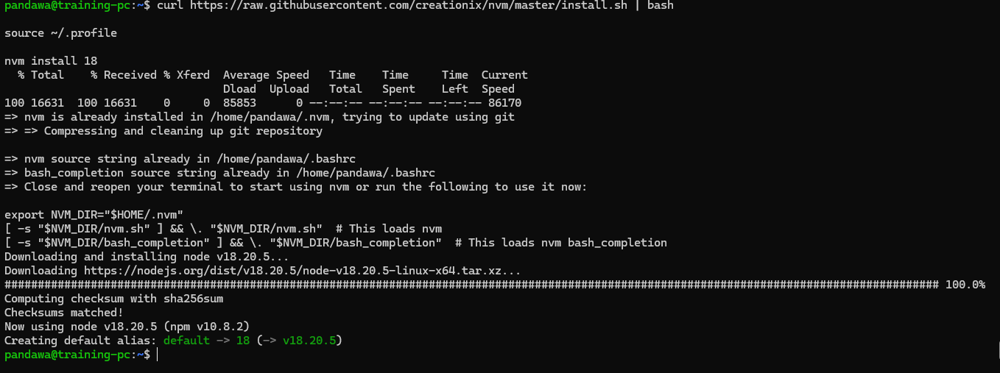 pandawa@training-pc:~$ curl https://raw.githubusercontent.com/creationix/nvm/master/install.sh | bash
source ~/.profile
nvm install 18
  % Total    % Received % Xferd  Average Speed   Time    Time     Time  Current
                                 Dload  Upload   Total   Spent    Left  Speed
100 16631  100 16631    0     0  85853      0 --:--:-- --:--:-- --:--:-- 86170
=> nvm is already installed in /home/pandawa/.nvm, trying to update using git
=> => Compressing and cleaning up git repository
=> nvm source string already in /home/pandawa/.bashrc
=> bash_completion source string already in /home/pandawa/.bashrc
=> Close and reopen your terminal to start using nvm or run the following to use it now:
export NVM_DIR="$HOME/.nvm"
[ -s "$NVM_DIR/nvm.sh" ] && \. "$NVM_DIR/nvm.sh"  # This loads nvm
[ -s "$NVM_DIR/bash_completion" ] && \. "$NVM_DIR/bash_completion"  # This loads nvm bash_completion
Downloading and installing node v18.20.5...
Downloading https://nodejs.org/dist/v18.20.5/node-v18.20.5-linux-x64.tar.xz...
############################################################################################################################################# 100.0%
Computing checksum with sha256sum
Checksums matched!
Now using node v18.20.5 (npm v10.8.2)
Creating default alias: default -> 18 (-> v18.20.5)
pandawa@training-pc:~$